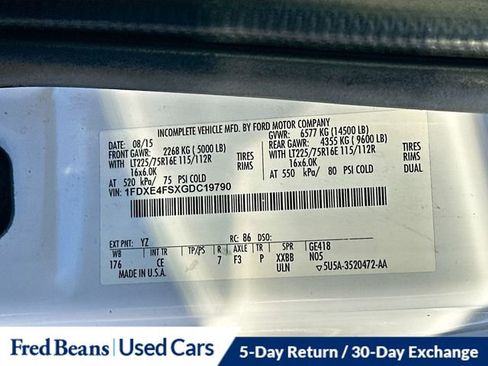 INCOMPLETE VEHICLE MFD. BY FORD MOTOR COMPANY
08/15 GVWR: 6577 KG (14500 LB)
FRONT GAWR: 2268 KG (5000 LB) REAR GAWR: 4355 KG (9600 LB)
WITH LT225/75R16E 115/112R TIRES WITH LT225/75R16E 115/112R TIRES
16x6.0K RIMS 16x6.0K RIMS
AT 520 kPa/ 75 PSI COLD AT 550 kPa/ 80 PSI COLD
VIN: 1FDXE4FSXGDC19790
EXT PNT: YZ RC: 86 DSO:
WB INT TR TP/PS R AX TR SPR GE418
176 CE 7 F3 P XXBB N05
MADE IN U.S.A. ULN 5U5A-3520472-AA
Fred Beans Used Cars 5-Day Return / 30-Day Exchange